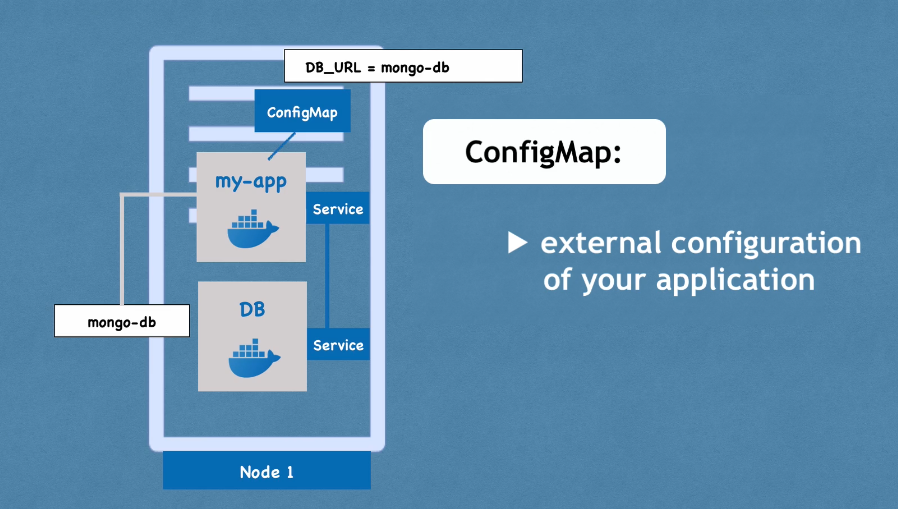 DB_URL = mongo-db
ConfigMap
my-app
Service
mongo-db
DB
Service
Node 1
ConfigMap:
external configuration
of your application